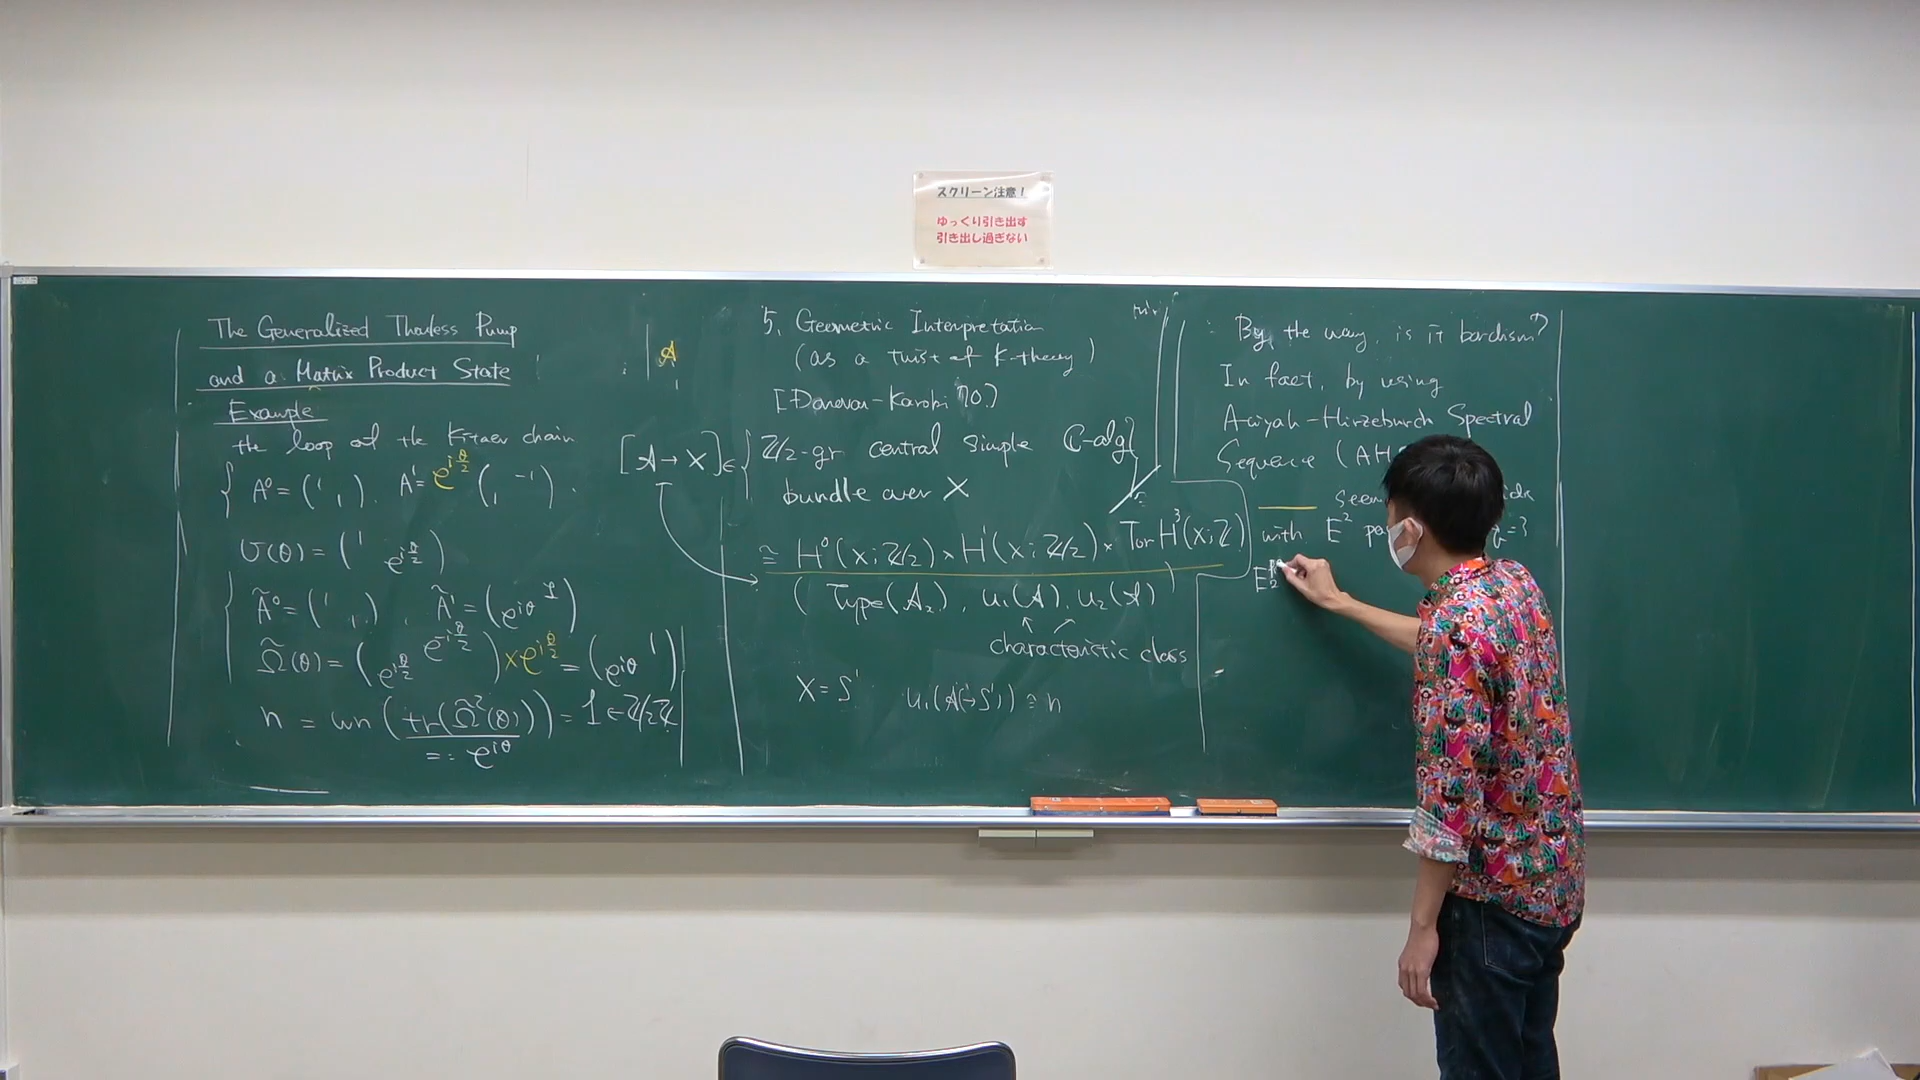 スクリーン注意!
ゆっくり引き出す
引き出し過ぎない
The Generalized Thouless Pump
and a Matrix Product State
Example
the loop of the Kitaev chain
A⁰ = (¹ ₁), A¹ = e^{iθ/2} (₁ ⁻¹).
U(θ) = (¹ e^{iθ/2})
Ã⁰ = (¹ ₁), Ã¹ = (e^{iθ} ¹)
Ω̃(θ) = (e^{iθ/2} e^{-iθ/2}) × e^{iθ/2} = (e^{iθ} ¹)
n = wn (tr(Ω̃²(θ))) = 1 ∈ Z/2Z
=: e^{iθ}
A
5. Geometric Interpretation
(as a twist of K-theory)
[Donovan-Karobi 70.]
[A → X] ∈ { Z/2-gr central simple C-alg
bundle over X }
≅ H⁰(X; Z/2) × H¹(X; Z/2) × Tor H³(X; Z)
(Type(Aₓ), u₁(A), u₂(A))
characteristic class
X = S¹ u₁(A(→S¹)) ≅ n
By the way, is it bordism?
In fact, by using
Atiyah-Hirzebruch Spectral
Sequence (AH
seem
with E² pa
E₂